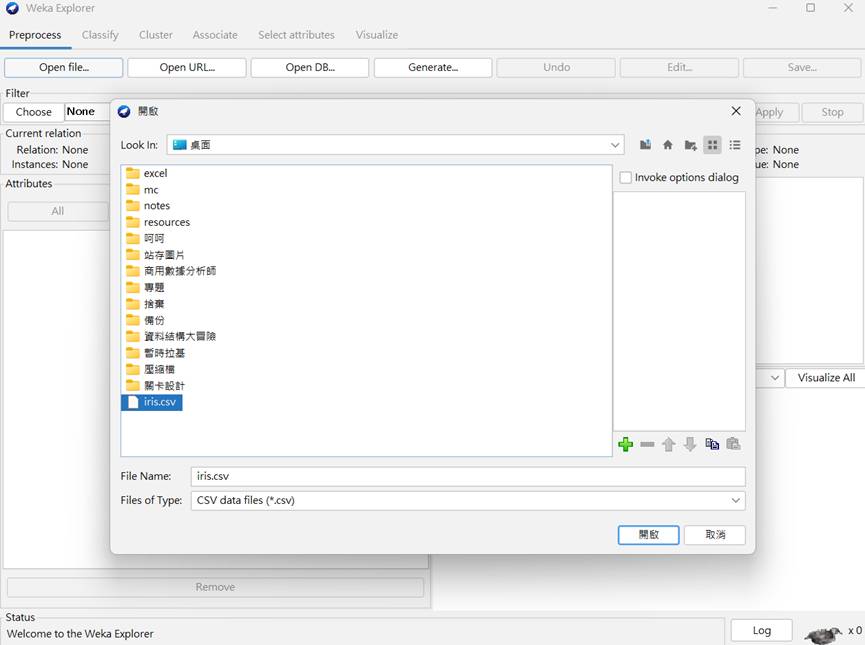 Weka Explorer
Preprocess Classify Cluster Associate Select attributes Visualize
Open file... Open URL... Open DB... Generate... Undo Edit... Save...
Filter
Choose None Apply Stop
開啟
Current relation
Relation: None
Instances: None
pe: None
ue: None
Attributes
All
Look In: 桌面
Invoke options dialog
excel
mc
notes
resources
呵呵
站存圖片
商用數據分析師
專題
捨棄
備份
資料結構大冒險
暫時拉基
壓縮檔
關卡設計
iris.csv
Visualize All
File Name: iris.csv
Files of Type: CSV data files (*.csv)
開啟 取消
Remove
Status
Welcome to the Weka Explorer
Log x 0